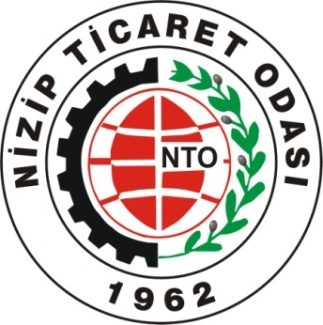 NİZİP TİCARET ODASI
NTO
1962